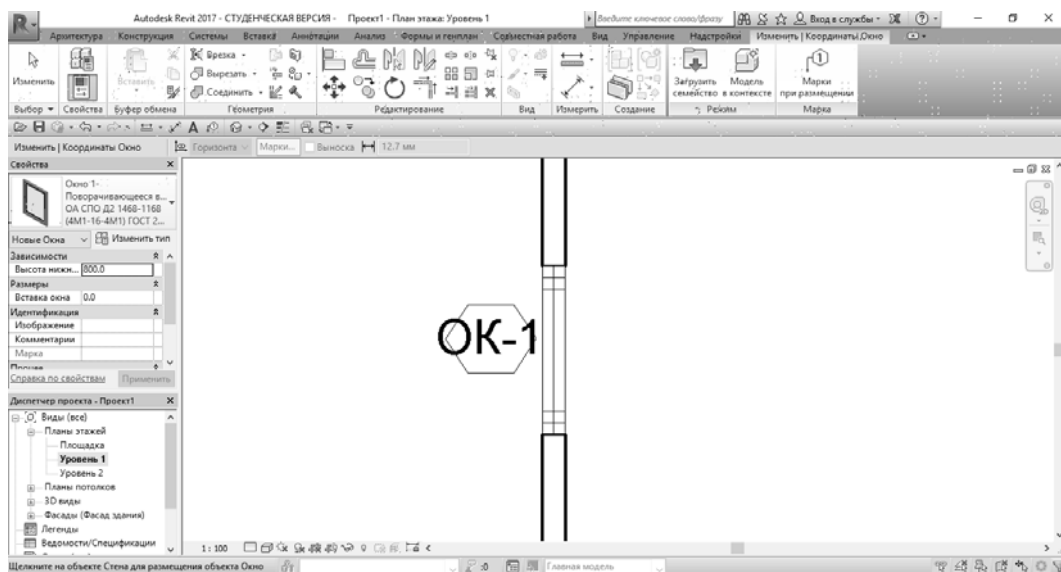 Autodesk Revit 2017 - СТУДЕНЧЕСКАЯ ВЕРСИЯ - Проект1 - План этажа: Уровень 1
Введите ключевое слово/фразу
Вход в службы
Архитектура Конструкция Системы Вставка Аннотации Анализ Формы и генплан Совместная работа Вид Управление Надстройки Изменить | Координаты Окно
Изменить
Вставить
Врезка
Вырезать
Соединить
Загрузить семейство
Модель в контексте
Марки при размещении
Выбор Свойства Буфер обмена Геометрия Редактирование Вид Измерить Создание Режим Марка
Изменить | Координаты Окно Горизонта Марки... Выноска 12.7 мм
Свойства
Окно 1-
Поворачивающееся в...
ОА СПО Д2 1468-1168
(4М1-16-4М1) ГОСТ 2...
Новые Окна Изменить тип
Зависимости
Высота нижн... 800.0
Размеры
Вставка окна 0.0
Идентификация
Изображение
Комментарии
Марка
Прочее
Справка по свойствам Применить
Диспетчер проекта - Проект1
Виды (все)
Планы этажей
Площадка
Уровень 1
Уровень 2
Планы потолков
3D виды
Фасады (Фасад здания)
Легенды
Ведомости/Спецификации
ОК-1
1 : 100
Щелкните на объекте Стена для размещения объекта Окно
:0
Главная модель